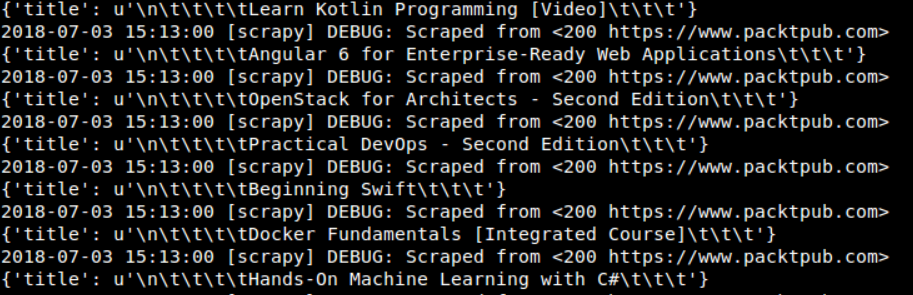 {'title': u'\n\t\t\t\tLearn Kotlin Programming [Video]\t\t\t'}
2018-07-03 15:13:00 [scrapy] DEBUG: Scraped from <200 https://www.packtpub.com>
{'title': u'\n\t\t\t\tAngular 6 for Enterprise-Ready Web Applications\t\t\t'}
2018-07-03 15:13:00 [scrapy] DEBUG: Scraped from <200 https://www.packtpub.com>
{'title': u'\n\t\t\t\tOpenStack for Architects - Second Edition\t\t\t'}
2018-07-03 15:13:00 [scrapy] DEBUG: Scraped from <200 https://www.packtpub.com>
{'title': u'\n\t\t\t\tPractical DevOps - Second Edition\t\t\t'}
2018-07-03 15:13:00 [scrapy] DEBUG: Scraped from <200 https://www.packtpub.com>
{'title': u'\n\t\t\t\tBeginning Swift\t\t\t'}
2018-07-03 15:13:00 [scrapy] DEBUG: Scraped from <200 https://www.packtpub.com>
{'title': u'\n\t\t\t\tDocker Fundamentals [Integrated Course]\t\t\t'}
2018-07-03 15:13:00 [scrapy] DEBUG: Scraped from <200 https://www.packtpub.com>
{'title': u'\n\t\t\t\tHands-On Machine Learning with C#\t\t\t'}